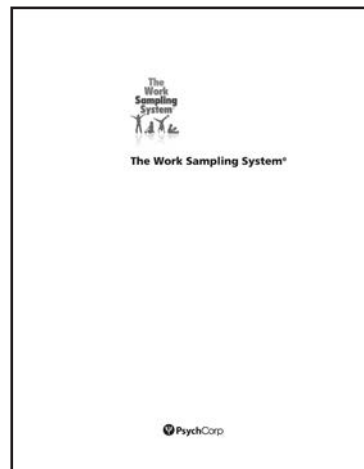 The
Work
Sampling
System
The Work Sampling System®
PsychCorp